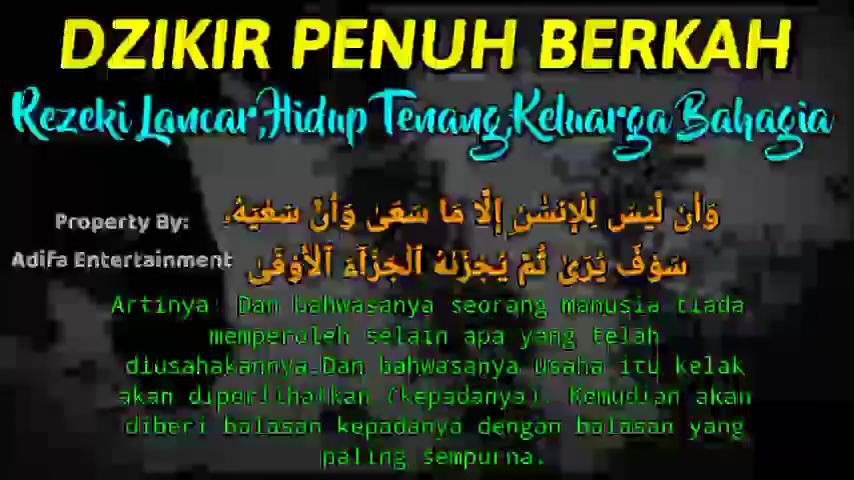 DZIKIR PENUH BERKAH
Rezeki Lancar,Hidup Tenang,Keluarga Bahagia
Property By:
Adifa Entertainment
وَأَن لَّيْسَ لِلْإِنسَٰنِ إِلَّا مَا سَعَىٰ وَأَنَّ سَعْيَهُۥ
سَوْفَ يُرَىٰ ثُمَّ يُجْزَىٰهُ ٱلْجَزَآءَ ٱلْأَوْفَىٰ
Artinya: Dan bahwasanya seorang manusia tiada
memperoleh selain apa yang telah
diusahakannya.Dan bahwasanya usaha itu kelak
akan diperlihatkan (kepadanya). Kemudian akan
diberi balasan kepadanya dengan balasan yang
paling sempurna.